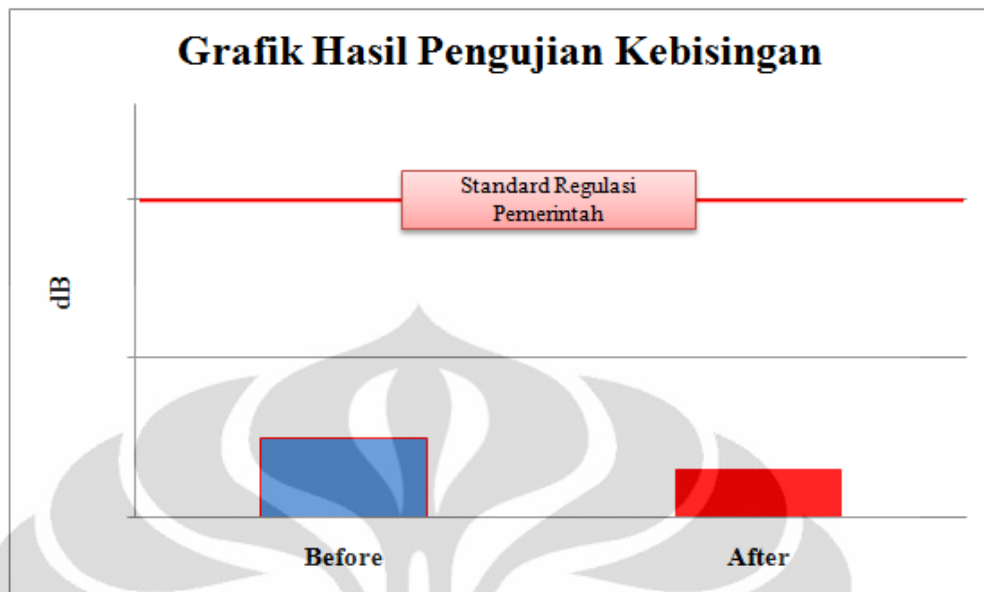 Grafik Hasil Pengujian Kebisingan
Standard Regulasi
Pemerintah
dB
Before
After